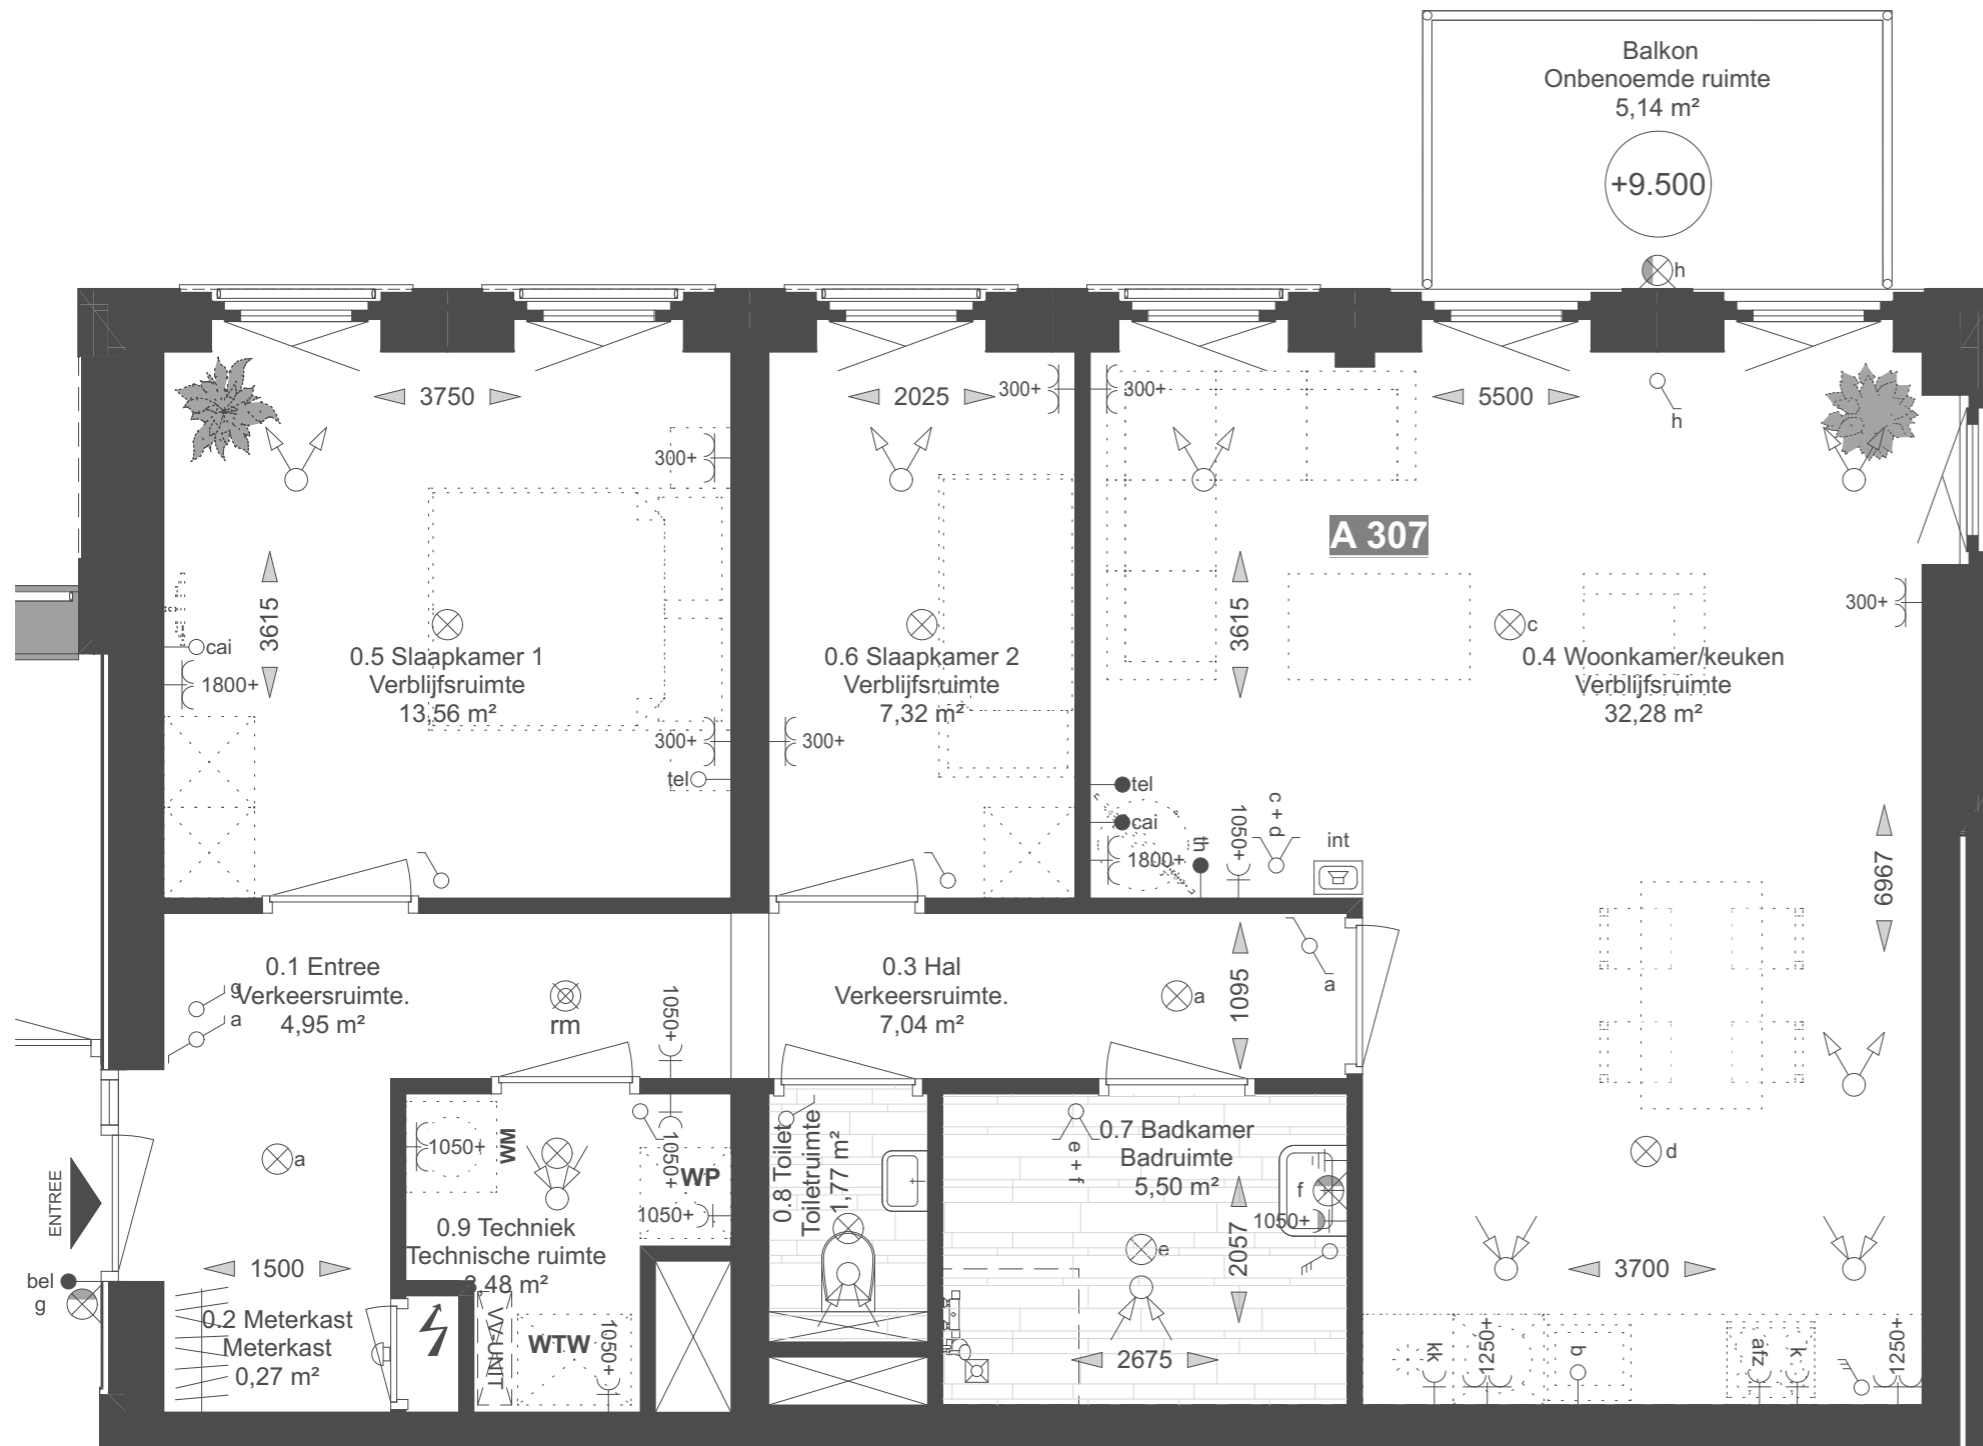 Balkon
Onbenoemde ruimte
5,14 m²
+9.500
h
3750
2025
300+
300+
5500
h
300+
A 307
3615
3615
300+
cai
1800+
0.5 Slaapkamer 1
Verblijfsruimte
13,56 m²
0.6 Slaapkamer 2
Verblijfsruimte
7,32 m²
c
0.4 Woonkamer/keuken
Verblijfsruimte
32,28 m²
300+
300+
tel
tel
cai
1800+
th
1050+
c + d
int
6967
0.1 Entree
Verkeersruimte.
4,95 m²
g
a
rm
1050+
0.3 Hal
Verkeersruimte.
7,04 m²
a
1095
a
a
1050+
WM
1050+
WP
1050+
0.9 Techniek
Technische ruimte
0.8 Toilet
Toiletruimte
1,77 m²
e + f
0.7 Badkamer
Badruimte
5,50 m²
f
1050+
e
2057
d
ENTREE
bel
g
1500
0.2 Meterkast
Meterkast
0,27 m²
VV-UNIT
WTW
1050+
2675
3700
kk
1250+
b
afz
k
1250+